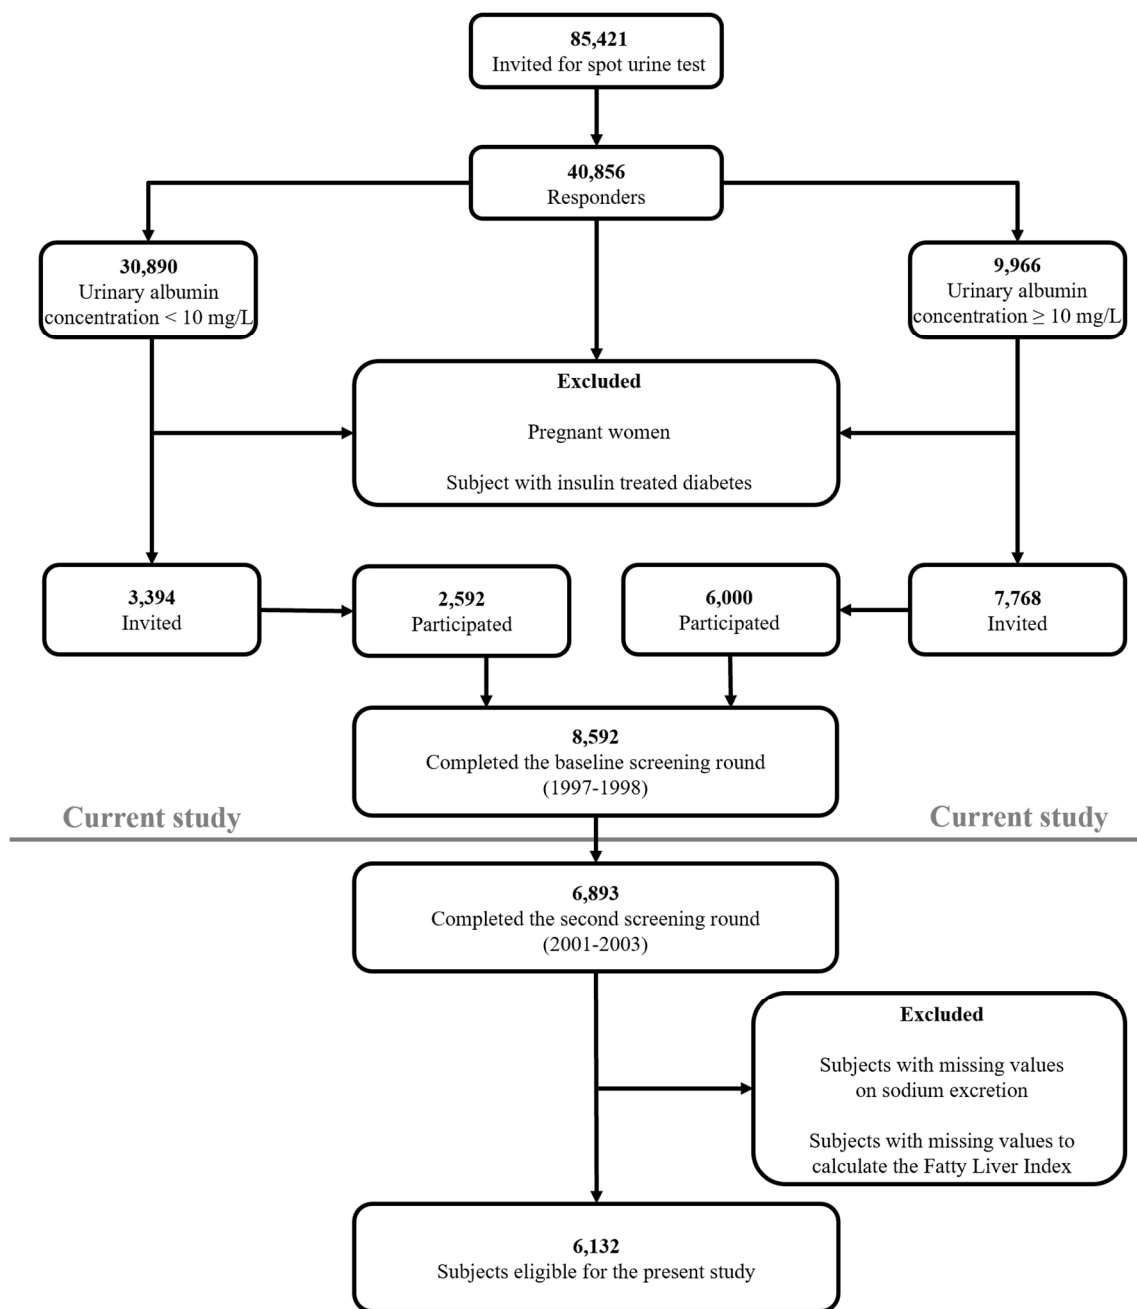 85,421
Invited for spot urine test
40,856
Responders
30,890
Urinary albumin
concentration < 10 mg/L
9,966
Urinary albumin
concentration ≥ 10 mg/L
Excluded
Pregnant women
Subject with insulin treated diabetes
3,394
Invited
2,592
Participated
6,000
Participated
7,768
Invited
8,592
Completed the baseline screening round
(1997-1998)
Current study
Current study
6,893
Completed the second screening round
(2001-2003)
Excluded
Subjects with missing values
on sodium excretion
Subjects with missing values to
calculate the Fatty Liver Index
6,132
Subjects eligible for the present study